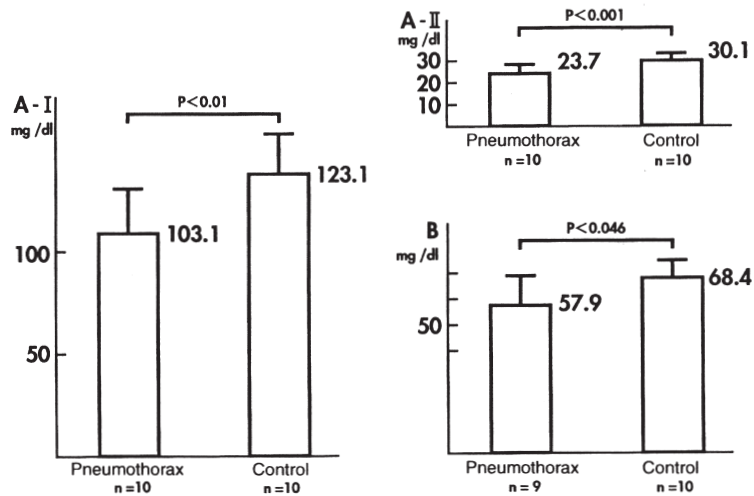 A-I
mg/dl
P<0.01
103.1
123.1
100
50
Pneumothorax
n=10
Control
n=10
A-II
mg/dl
P<0.001
23.7
30.1
30
20
10
Pneumothorax
n=10
Control
n=10
B
mg/dl
P<0.046
57.9
68.4
50
Pneumothorax
n=9
Control
n=10